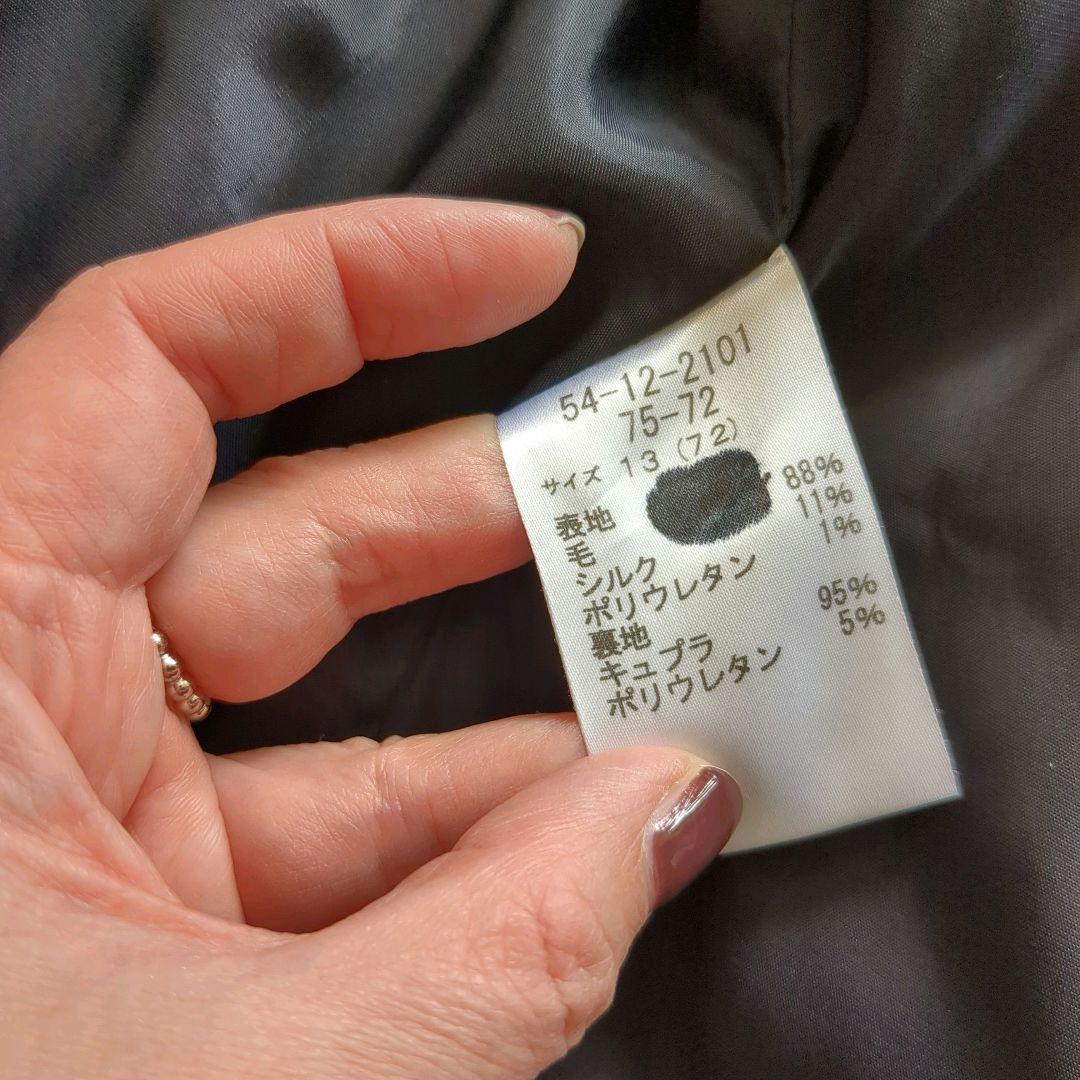 54-12-2101
75-72
サイズ 13 (72)
表地
毛 88%
シルク 11%
ポリウレタン 1%
裏地
キュプラ 95%
ポリウレタン 5%